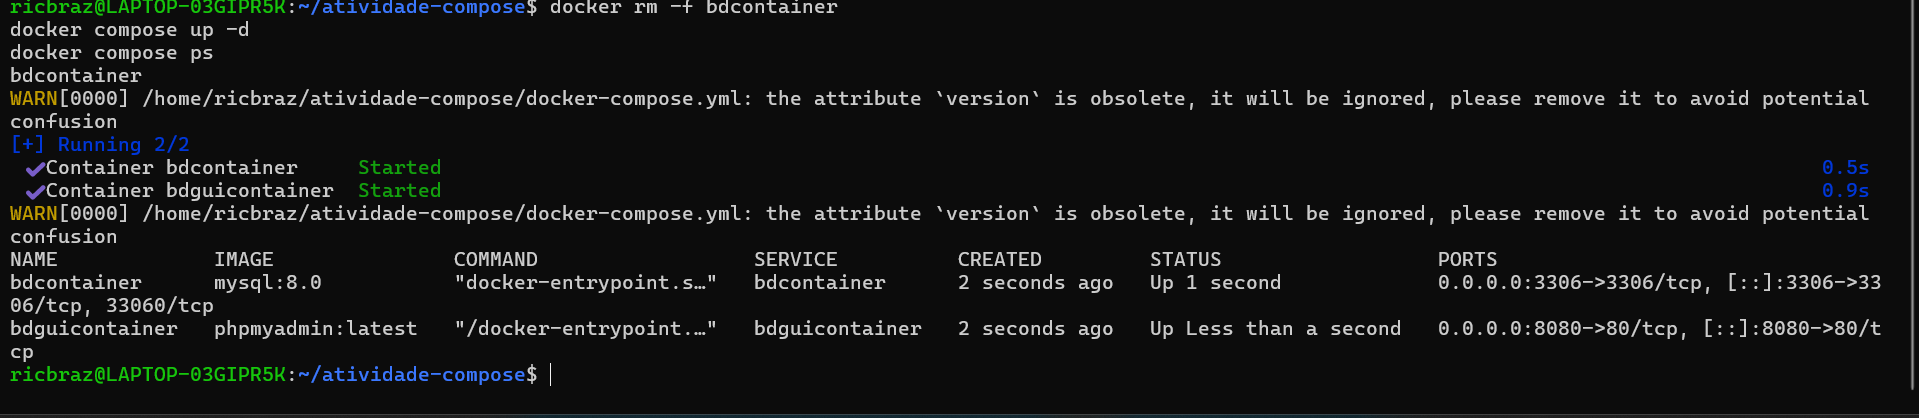 ricbraz@LAPTOP-03GIPR5K:~/atividade-compose$ docker rm -f bdcontainer
docker compose up -d
docker compose ps
bdcontainer
WARN[0000] /home/ricbraz/atividade-compose/docker-compose.yml: the attribute `version` is obsolete, it will be ignored, please remove it to avoid potential
confusion
[+] Running 2/2
✔Container bdcontainer     Started     0.5s
✔Container bdguicontainer  Started     0.9s
WARN[0000] /home/ricbraz/atividade-compose/docker-compose.yml: the attribute `version` is obsolete, it will be ignored, please remove it to avoid potential
confusion
NAME             IMAGE               COMMAND                  SERVICE          CREATED         STATUS                  PORTS
bdcontainer      mysql:8.0           "docker-entrypoint.s…"   bdcontainer      2 seconds ago   Up 1 second             0.0.0.0:3306->3306/tcp, [::]:3306->33
06/tcp, 33060/tcp
bdguicontainer   phpmyadmin:latest   "/docker-entrypoint.…"   bdguicontainer   2 seconds ago   Up Less than a second   0.0.0.0:8080->80/tcp, [::]:8080->80/t
cp
ricbraz@LAPTOP-03GIPR5K:~/atividade-compose$